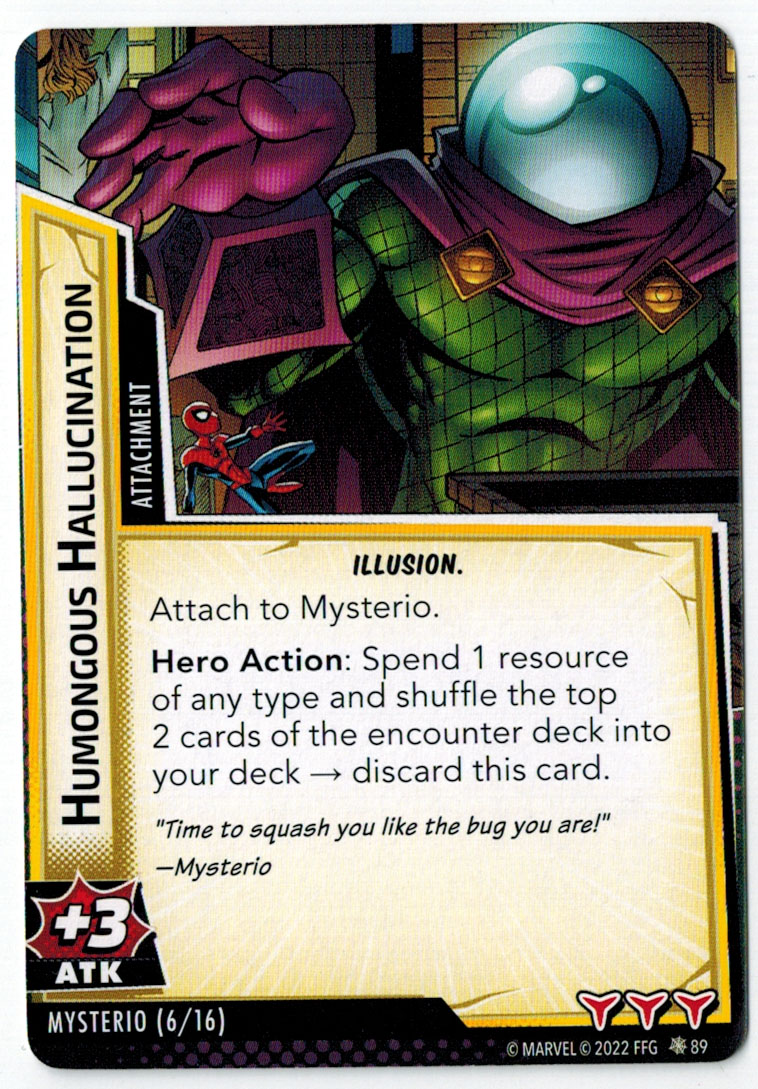 HUMONGOUS HALLUCINATION
ATTACHMENT
ILLUSION.
Attach to Mysterio.
Hero Action: Spend 1 resource
of any type and shuffle the top
2 cards of the encounter deck into
your deck → discard this card.
"Time to squash you like the bug you are!"
—Mysterio
+3
ATK
MYSTERIO (6/16)
© MARVEL © 2022 FFG 89